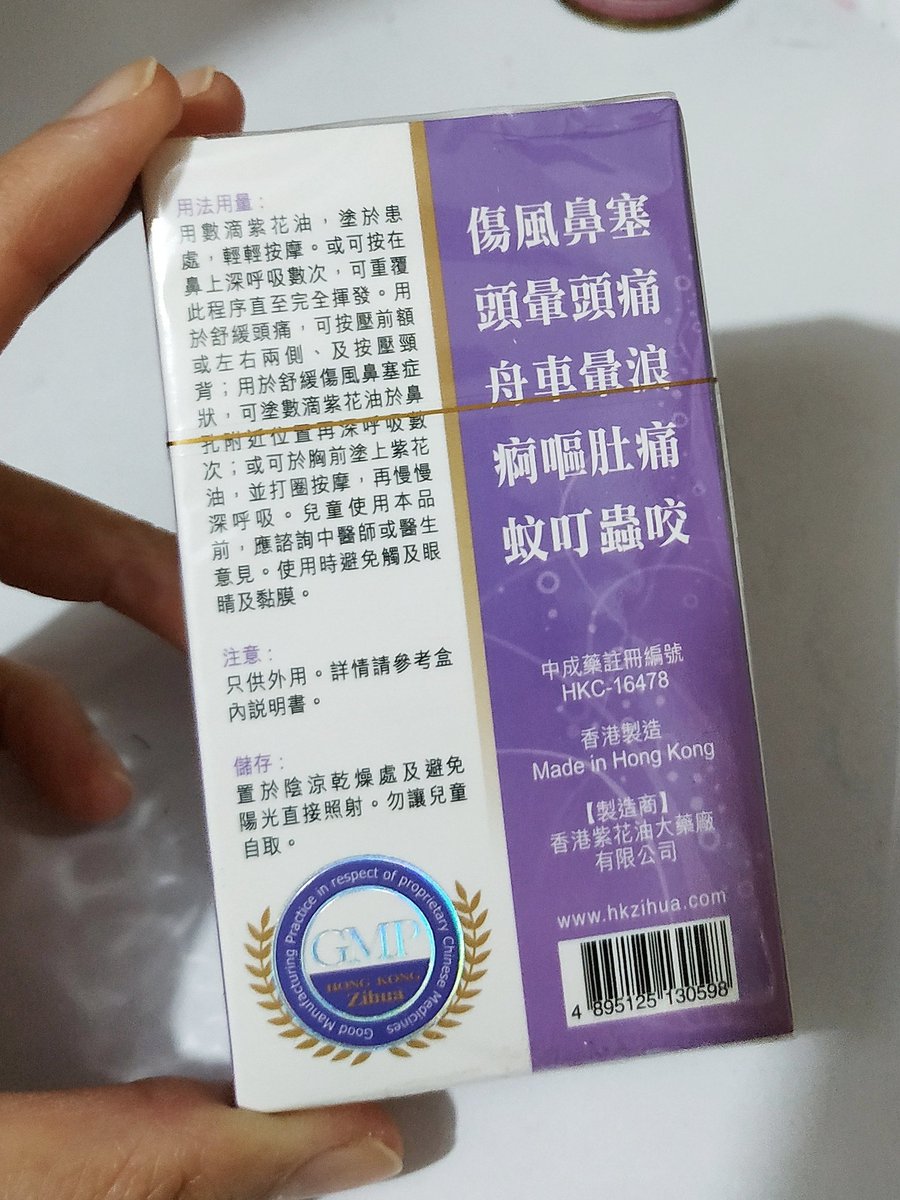 用法用量：
用數滴紫花油，塗於患
處，輕輕按摩。或可按在
鼻上深呼吸數次，可重覆
此程序直至完全揮發。用
於舒緩頭痛，可按壓前額
或左右兩側、及按壓頸
背；用於舒緩傷風鼻塞症
狀，可塗數滴紫花油於鼻
孔附近位置再深呼吸數
次；或可於胸前塗上紫花
油，並打圈按摩，再慢慢
深呼吸。兒童使用本品
前，應諮詢中醫師或醫生
意見。使用時避免觸及眼
睛及黏膜。
注意：
只供外用。詳情請參考盒
內説明書。
儲存：
置於陰涼乾燥處及避免
陽光直接照射。勿讓兒童
自取。
Good Manufacturing Practice in respect of proprietary Chinese Medicines
GMP
HONG KONG
Zihua
傷風鼻塞
頭暈頭痛
舟車暈浪
痾嘔肚痛
蚊叮蟲咬
中成藥註冊編號
HKC-16478
香港製造
Made in Hong Kong
【製造商】
香港紫花油大藥廠
有限公司
www.hkzihua.com
4 895125 130598